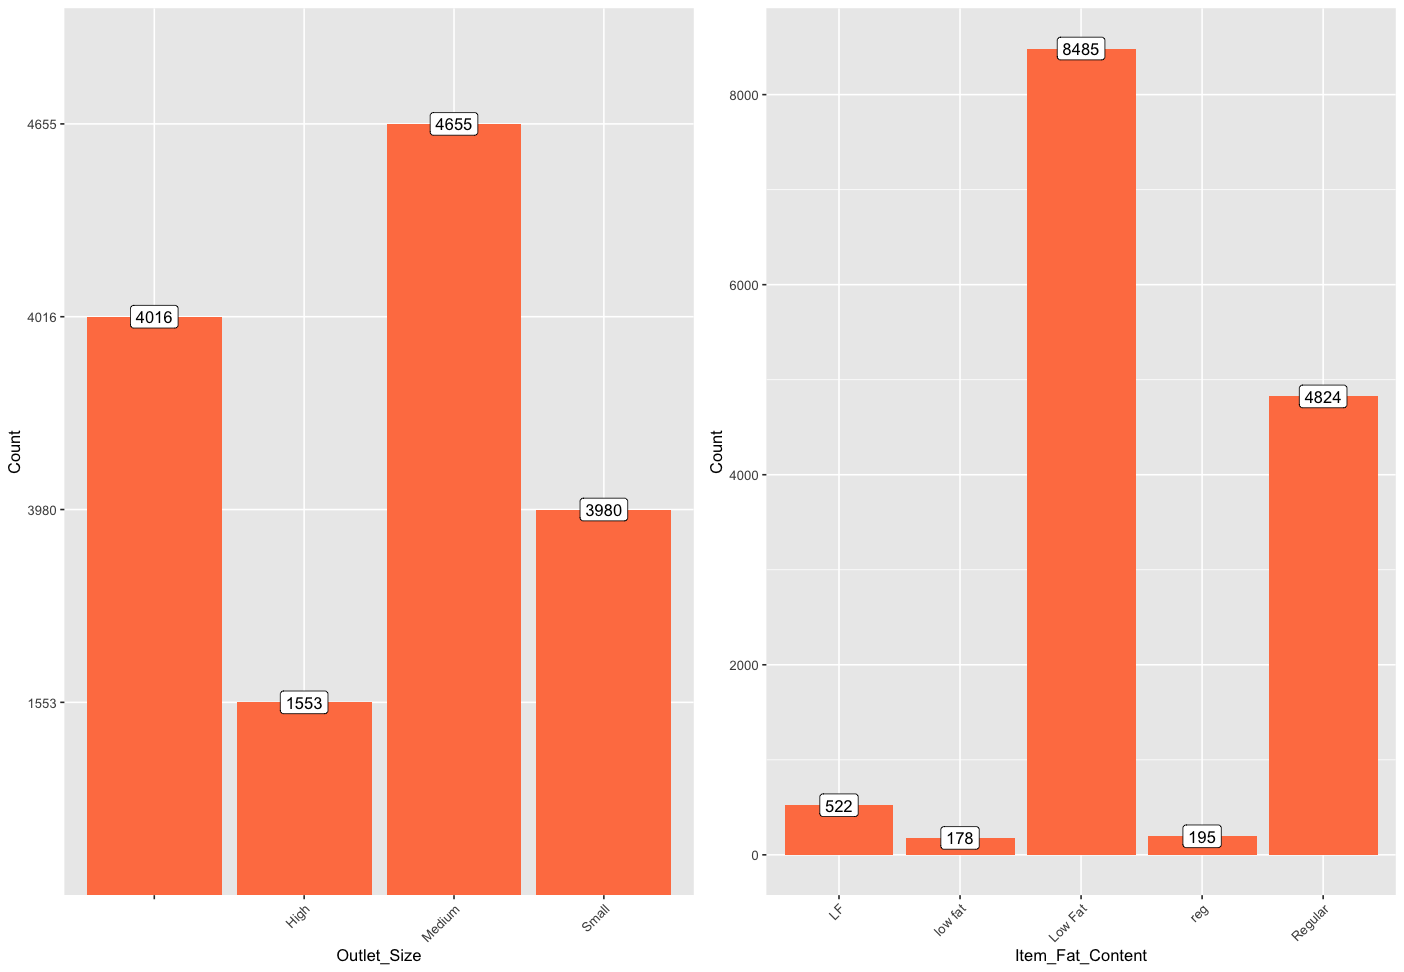 4655
4016
3980
1553
Count
4016
1553
4655
3980
High
Medium
Small
Outlet_Size
8000
6000
4000
2000
0
Count
522
178
8485
195
4824
LF
low fat
Low Fat
reg
Regular
Item_Fat_Content